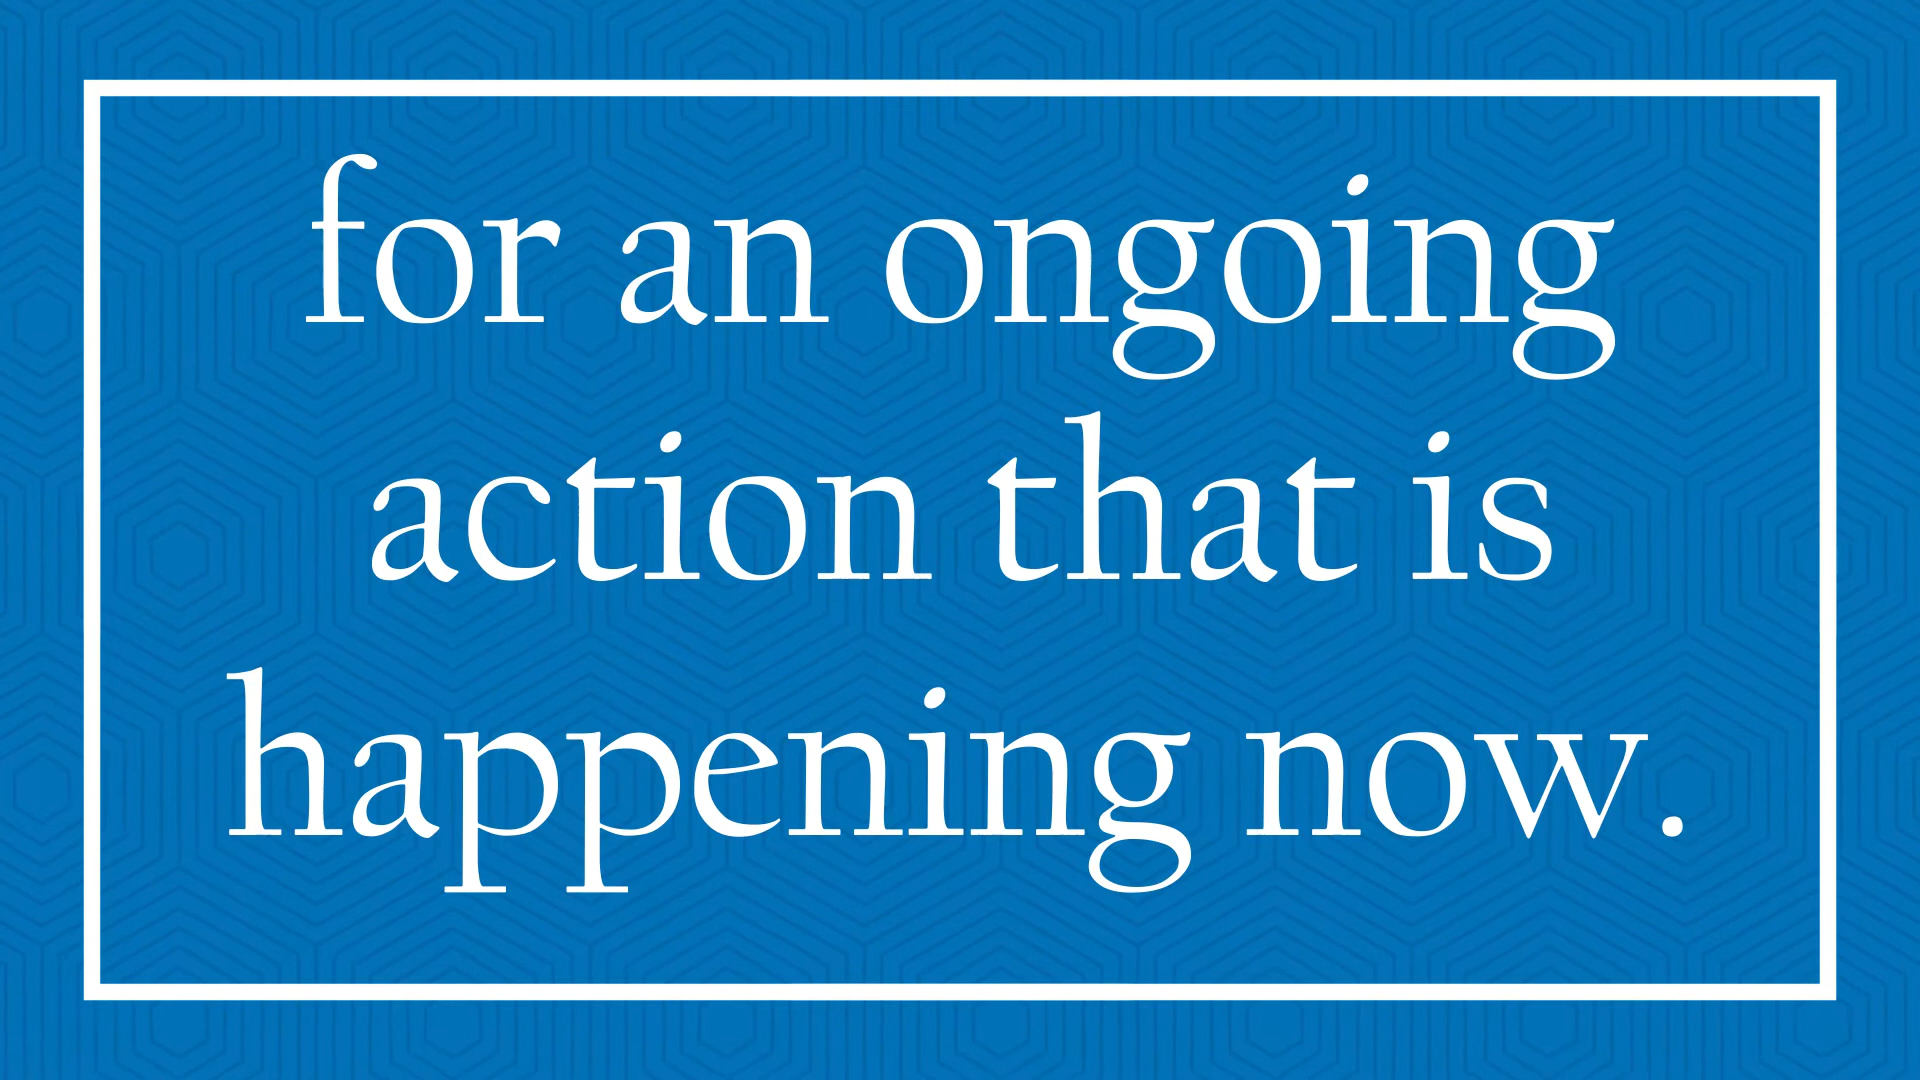 for an ongoing
action that is
happening now.